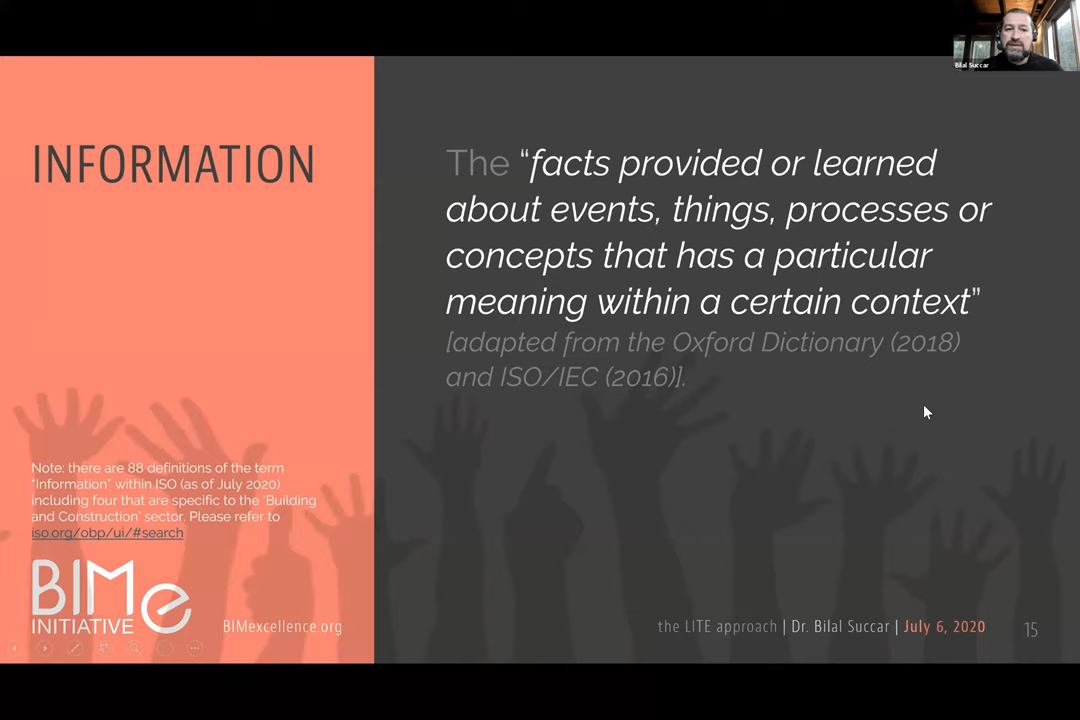 Bilal Succar
INFORMATION
The “facts provided or learned
about events, things, processes or
concepts that has a particular
meaning within a certain context”
[adapted from the Oxford Dictionary (2018)
and ISO/IEC (2016)].
Note: there are 88 definitions of the term
“Information” within ISO (as of July 2020)
including four that are specific to the ‘Building
and Construction’ sector. Please refer to
iso.org/obp/ui/#search
BIMe
INITIATIVE
BIMexcellence.org
the LITE approach | Dr. Bilal Succar | July 6, 2020
15